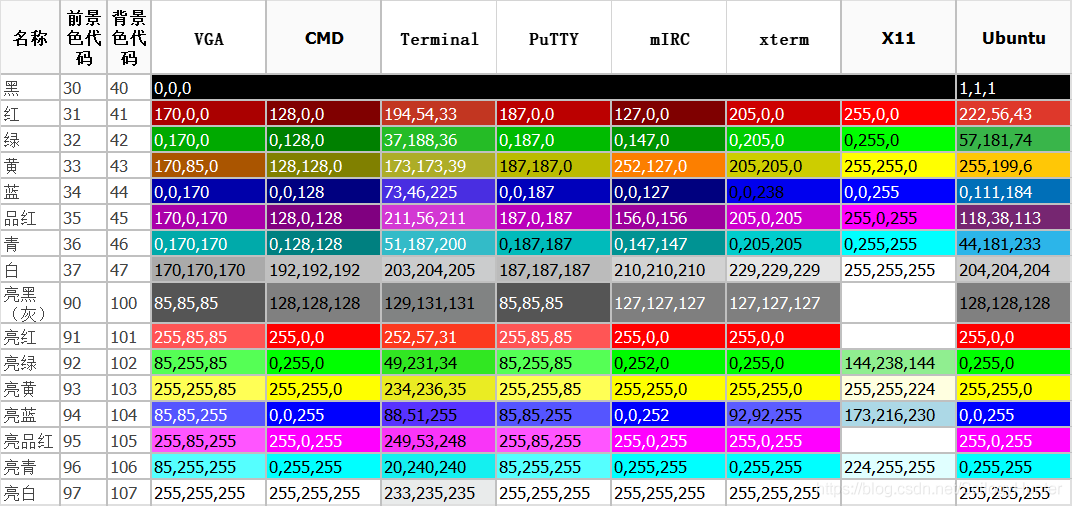 名称 前景色代码 背景色代码 VGA CMD Terminal PuTTY mIRC xterm X11 Ubuntu
黑 30 40 0,0,0 1,1,1
红 31 41 170,0,0 128,0,0 194,54,33 187,0,0 127,0,0 205,0,0 255,0,0 222,56,43
绿 32 42 0,170,0 0,128,0 37,188,36 0,187,0 0,147,0 0,205,0 0,255,0 57,181,74
黄 33 43 170,85,0 128,128,0 173,173,39 187,187,0 252,127,0 205,205,0 255,255,0 255,199,6
蓝 34 44 0,0,170 0,0,128 73,46,225 0,0,187 0,0,127 0,0,238 0,0,255 0,111,184
品红 35 45 170,0,170 128,0,128 211,56,211 187,0,187 156,0,156 205,0,205 255,0,255 118,38,113
青 36 46 0,170,170 0,128,128 51,187,200 0,187,187 0,147,147 0,205,205 0,255,255 44,181,233
白 37 47 170,170,170 192,192,192 203,204,205 187,187,187 210,210,210 229,229,229 255,255,255 204,204,204
亮黑（灰） 90 100 85,85,85 128,128,128 129,131,131 85,85,85 127,127,127 127,127,127 128,128,128
亮红 91 101 255,85,85 255,0,0 252,57,31 255,85,85 255,0,0 255,0,0 255,0,0
亮绿 92 102 85,255,85 0,255,0 49,231,34 85,255,85 0,252,0 0,255,0 144,238,144 0,255,0
亮黄 93 103 255,255,85 255,255,0 234,236,35 255,255,85 255,255,0 255,255,0 255,255,224 255,255,0
亮蓝 94 104 85,85,255 0,0,255 88,51,255 85,85,255 0,0,252 92,92,255 173,216,230 0,0,255
亮品红 95 105 255,85,255 255,0,255 249,53,248 255,85,255 255,0,255 255,0,255 255,0,255
亮青 96 106 85,255,255 0,255,255 20,240,240 85,255,255 0,255,255 0,255,255 224,255,255 0,255,255
亮白 97 107 255,255,255 255,255,255 233,235,235 255,255,255 255,255,255 255,255,255 255,255,255